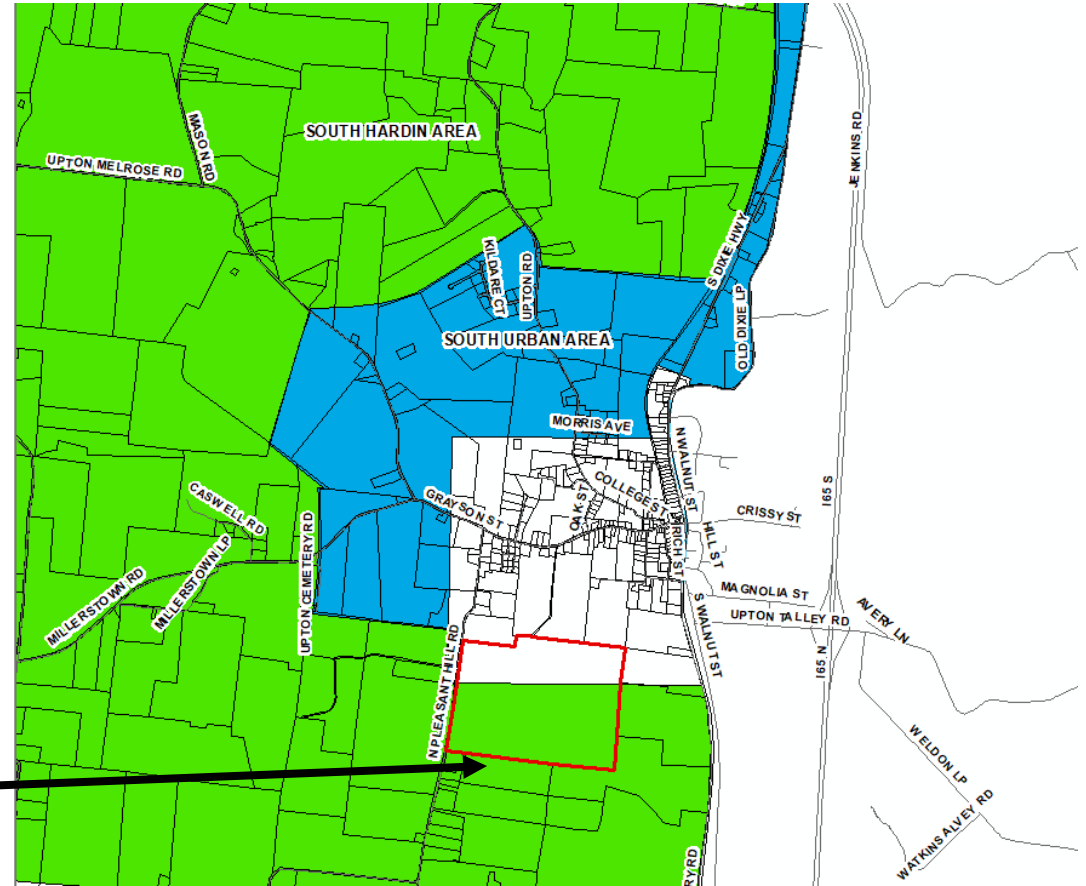 SOUTH HARDIN AREA
MASON RD
UPTON MELROSE RD
JENKINS RD
S DIXIE HWY
KILDARE CT
UPTON RD
OLD DIXIE LP
SOUTH URBAN AREA
MORRIS AVE
N WALNUT ST
COLLEGE ST
OAK ST
GRAYSON ST
CASWELL RD
I65 S
CRISSY ST
RICH ST
HILL ST
UPTON CEMETERY RD
MILLERSTOWN LP
MILLERSTOWN RD
MAGNOLIA ST
UPTON TALLEY RD
AVERY LN
S WALNUT ST
I65 N
N PLEASANT HILL RD
WELDON LP
WATKINS ALVEY RD
RY RD